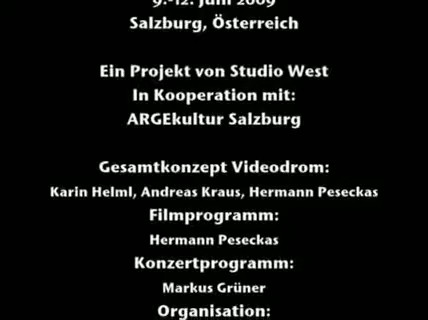 9.-12. Juni 2009
Salzburg, Österreich
Ein Projekt von Studio West
In Kooperation mit:
ARGEkultur Salzburg
Gesamtkonzept Videodrom:
Karin Helml, Andreas Kraus, Hermann Peseckas
Filmprogramm:
Hermann Peseckas
Konzertprogramm:
Markus Grüner
Organisation: